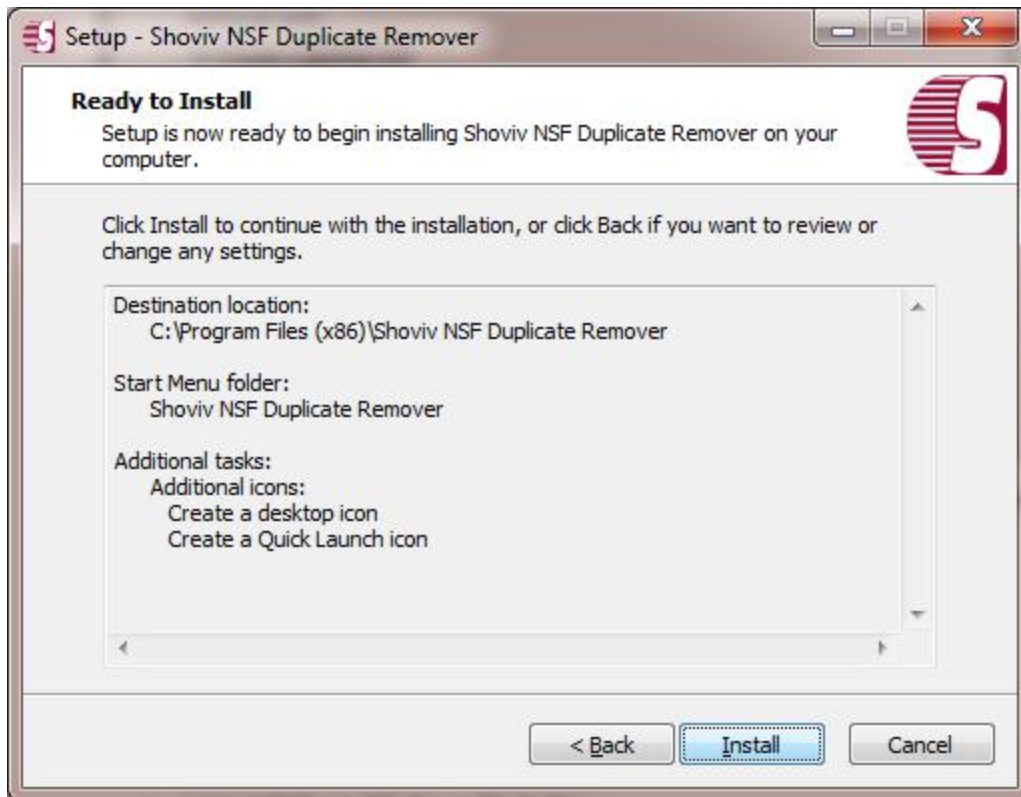 Setup - Shoviv NSF Duplicate Remover
Ready to Install
Setup is now ready to begin installing Shoviv NSF Duplicate Remover on your
computer.
Click Install to continue with the installation, or click Back if you want to review or
change any settings.
Destination location:
C:\Program Files (x86)\Shoviv NSF Duplicate Remover
Start Menu folder:
Shoviv NSF Duplicate Remover
Additional tasks:
Additional icons:
Create a desktop icon
Create a Quick Launch icon
< Back
Install
Cancel